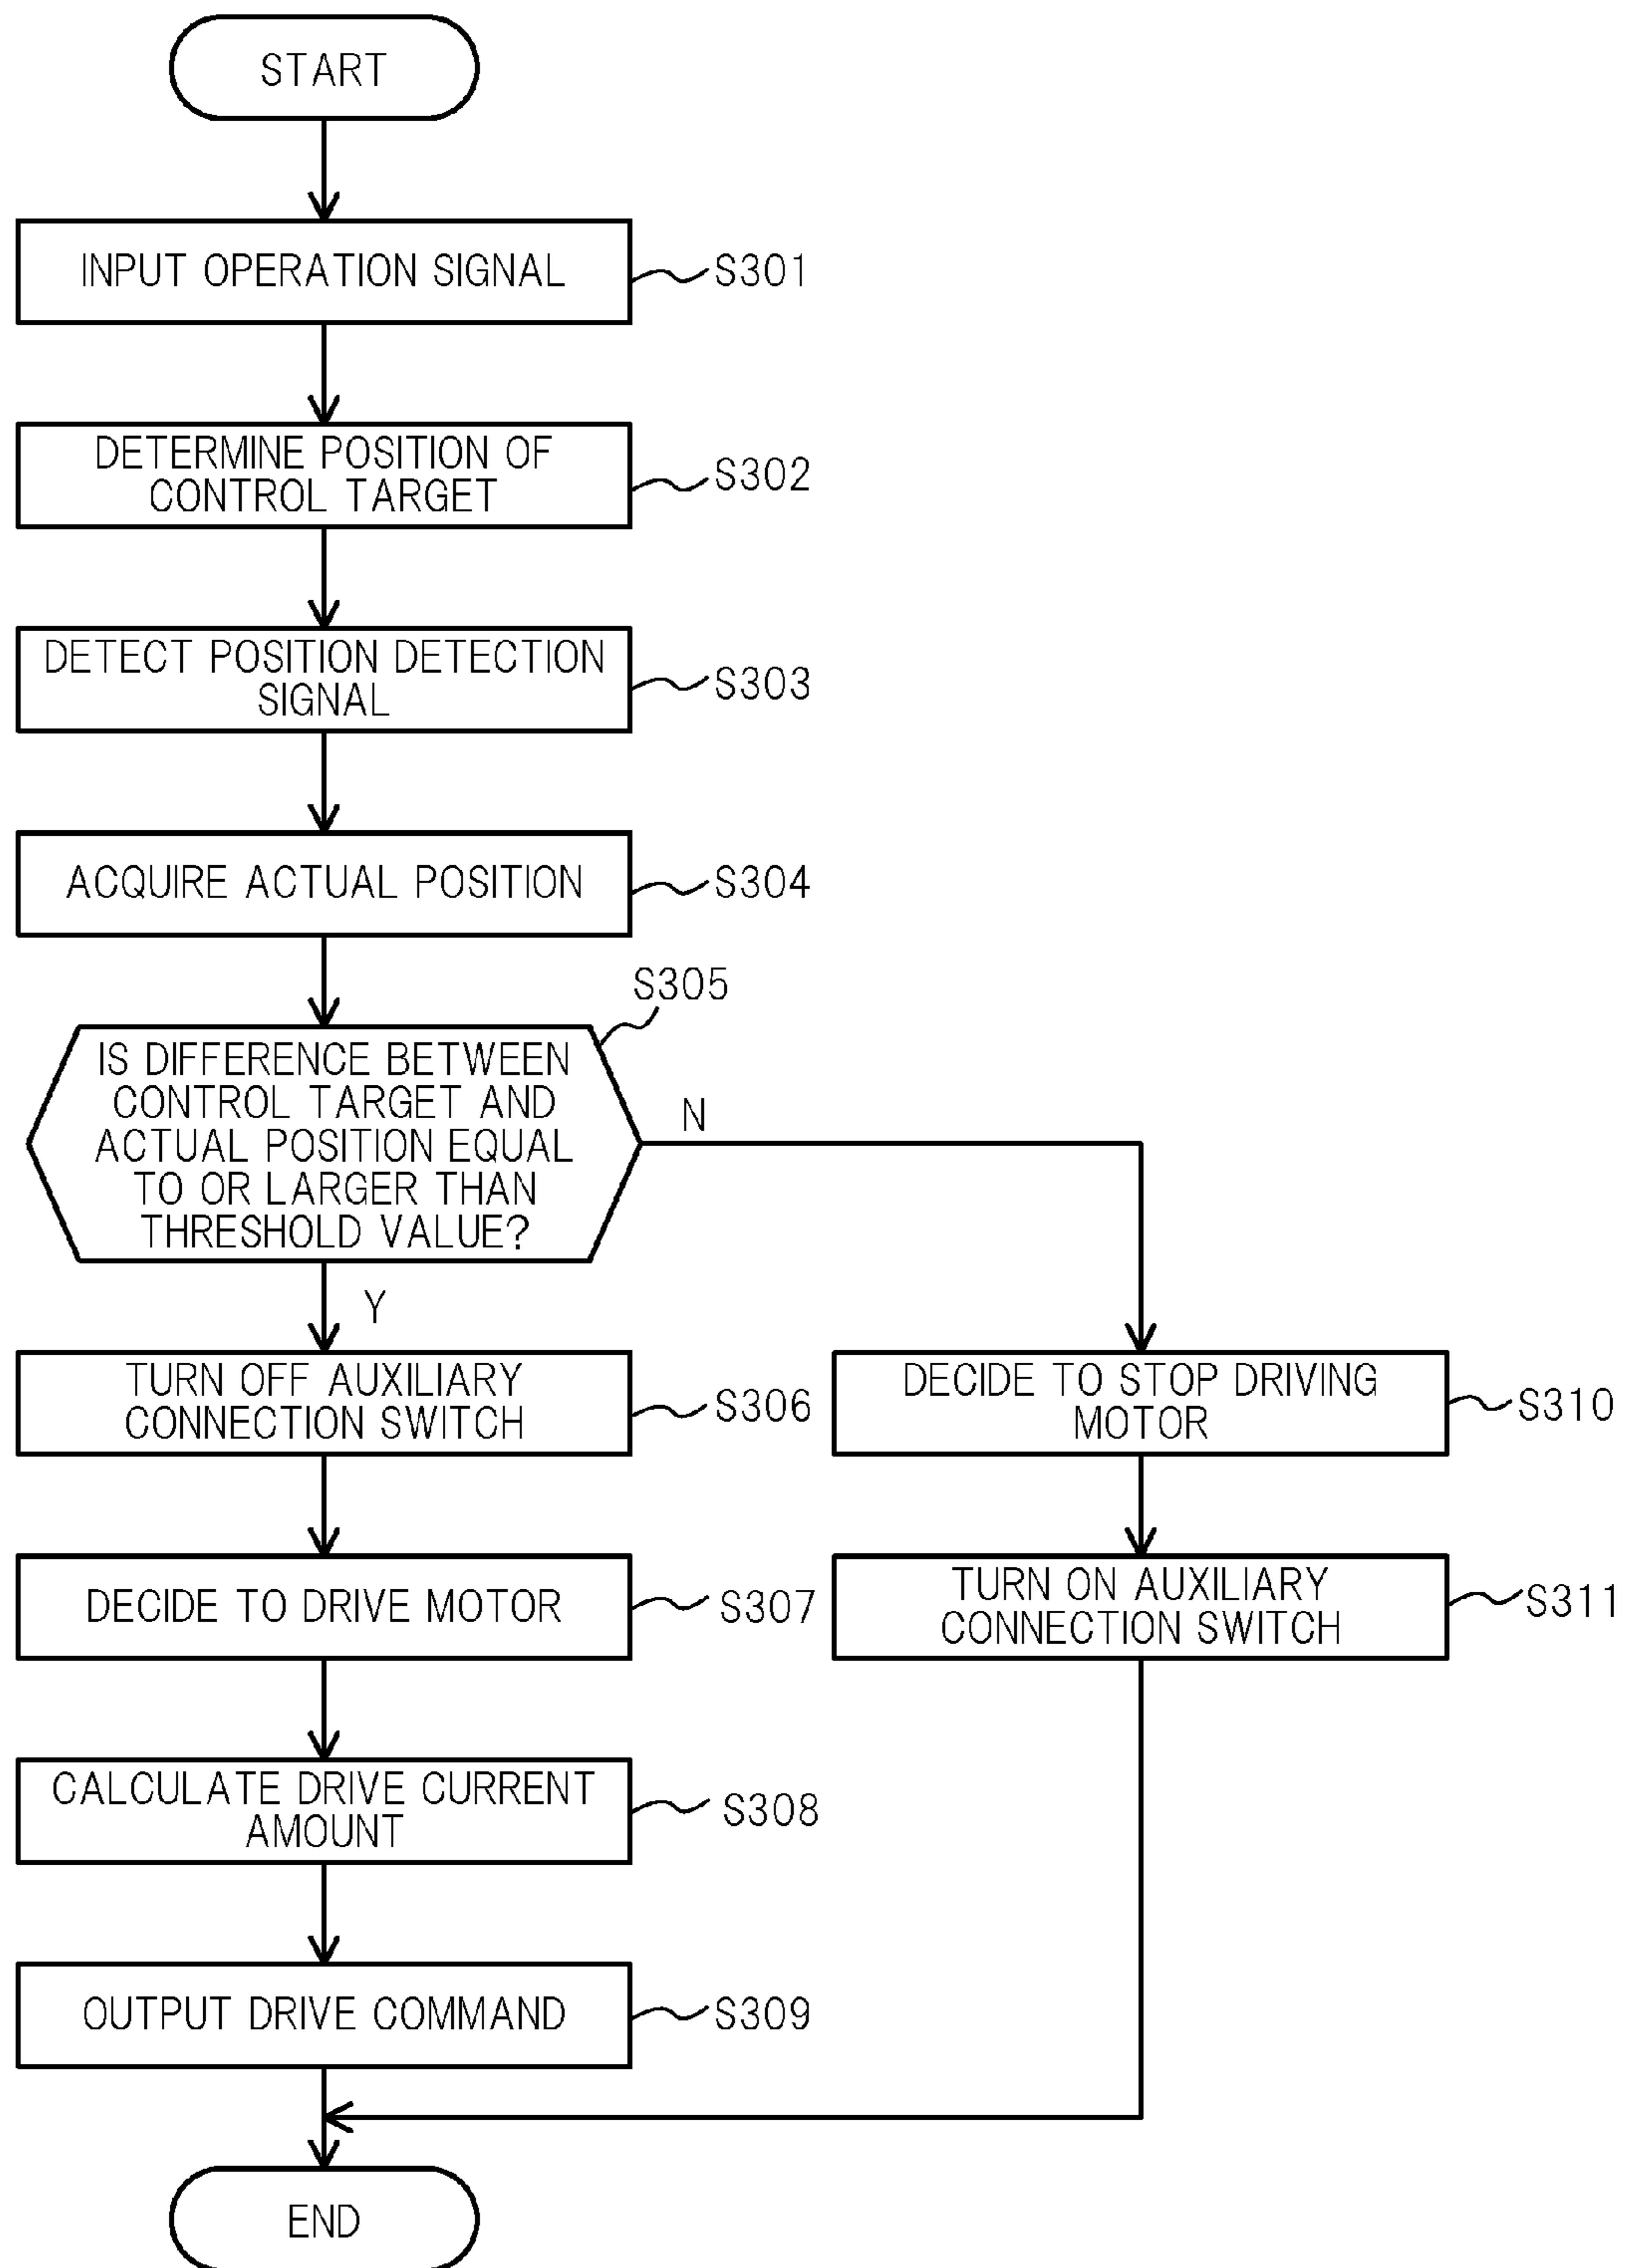 START
INPUT OPERATION SIGNAL
S301
DETERMINE POSITION OF
CONTROL TARGET
S302
DETECT POSITION DETECTION
SIGNAL
S303
ACQUIRE ACTUAL POSITION
S304
S305
IS DIFFERENCE BETWEEN
CONTROL TARGET AND
ACTUAL POSITION EQUAL
TO OR LARGER THAN
THRESHOLD VALUE?
N
Y
TURN OFF AUXILIARY
CONNECTION SWITCH
S306
DECIDE TO STOP DRIVING
MOTOR
S310
DECIDE TO DRIVE MOTOR
S307
TURN ON AUXILIARY
CONNECTION SWITCH
S311
CALCULATE DRIVE CURRENT
AMOUNT
S308
OUTPUT DRIVE COMMAND
S309
END